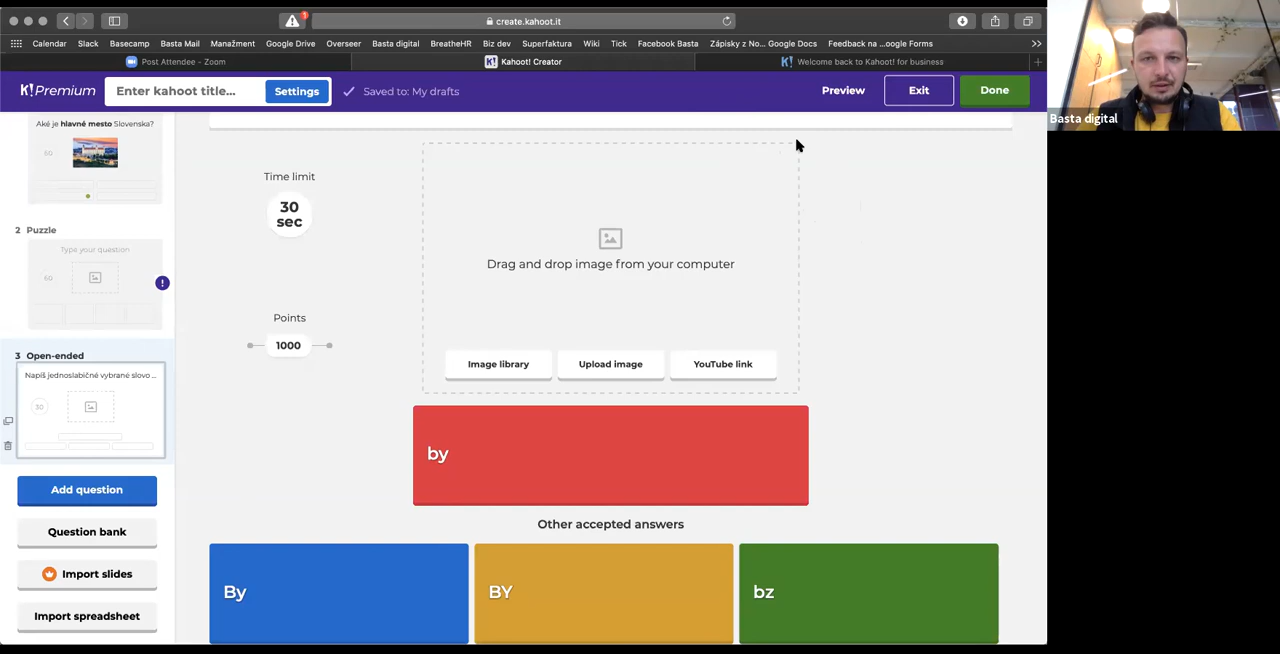 create.kahoot.it
1
Calendar Slack Basecamp Basta Mail Manažment Google Drive Overseer Basta digital BreatheHR Biz dev Superfaktura Wiki Tick Facebook Basta Zápisky z No... Google Docs Feedback na ...oogle Forms
Post Attendee - Zoom
K! Kahoot! Creator
K! Welcome back to Kahoot! for business
K!Premium
Enter kahoot title...
Settings
Saved to: My drafts
Preview
Exit
Done
Basta digital
Aké je hlavné mesto Slovenska?
60
2 Puzzle
Type your question
60
!
3 Open-ended
Napíš jednoslabičné vybrané slovo ...
30
Add question
Question bank
Import slides
Import spreadsheet
Time limit
30
sec
Points
1000
Drag and drop image from your computer
Image library
Upload image
YouTube link
by
Other accepted answers
By
BY
bz